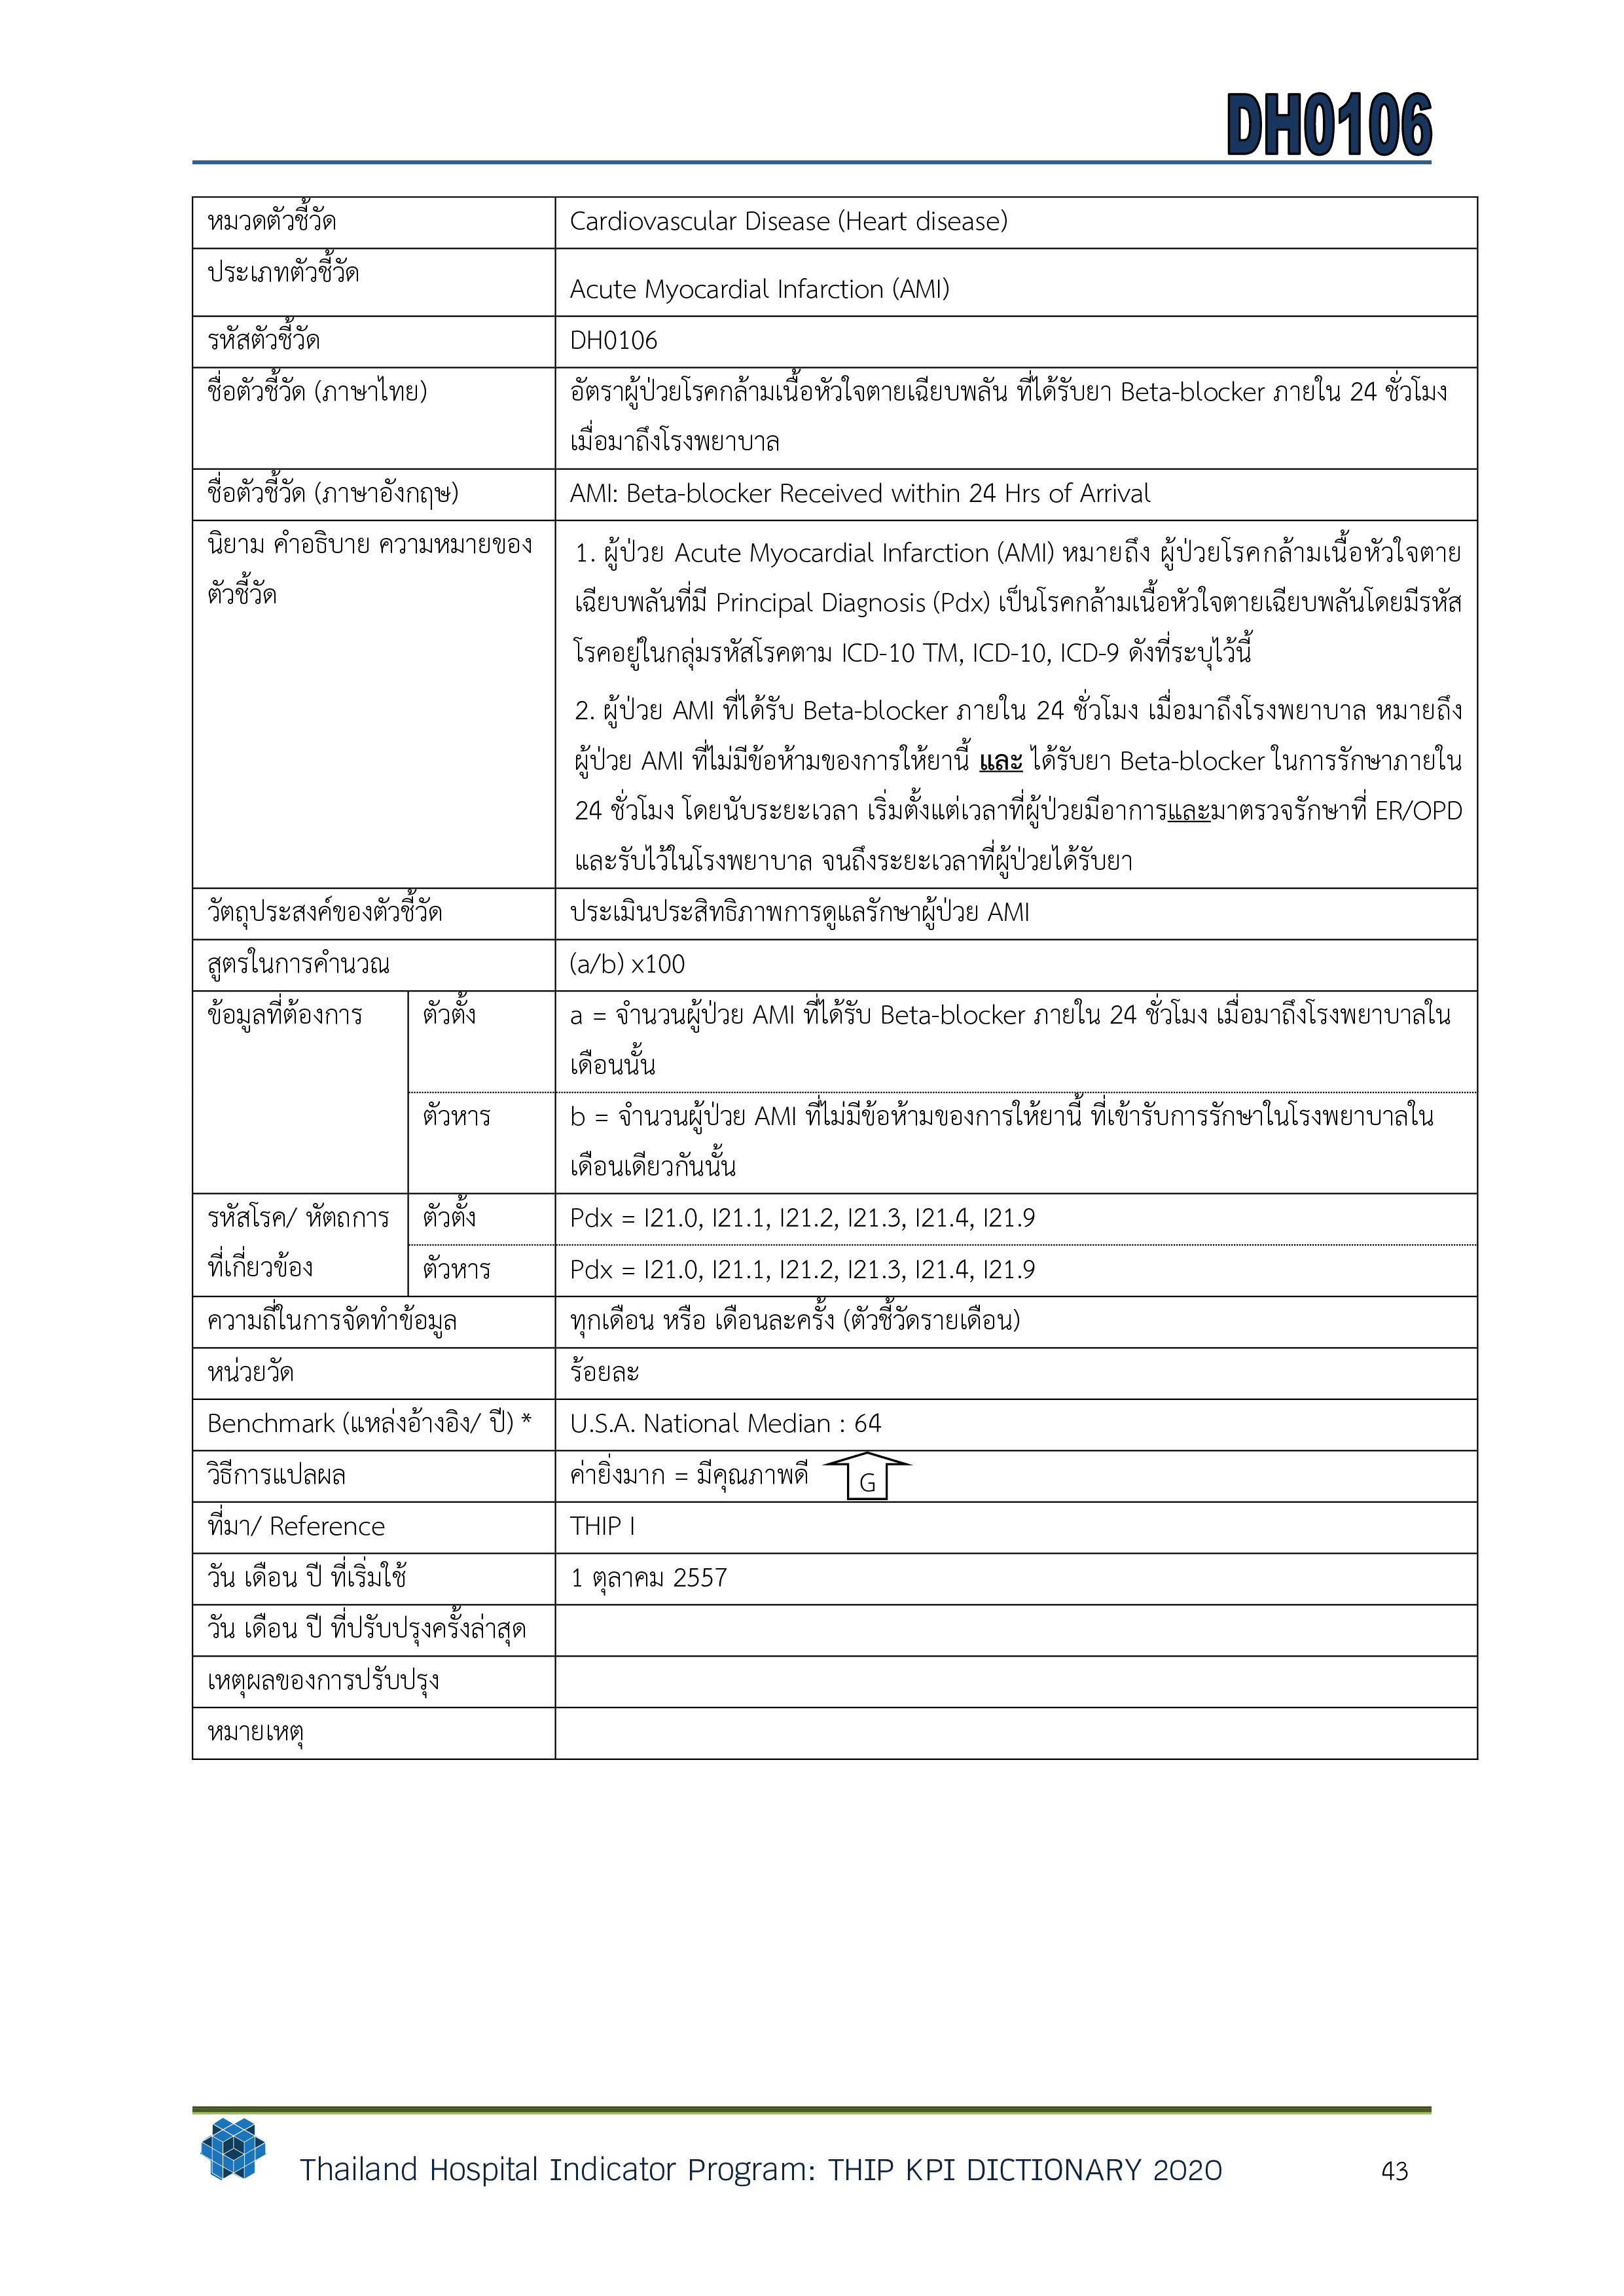 DH0106
หมวดตัวชี้วัด
Cardiovascular Disease (Heart disease)
ประเภทตัวชี้วัด
Acute Myocardial Infarction (AMI)
รหัสตัวชี้วัด
DH0106
ชื่อตัวชี้วัด (ภาษาไทย)
อัตราผู้ป่วยโรคกล้ามเนื้อหัวใจตายเฉียบพลัน ที่ได้รับยา Beta-blocker ภายใน 24 ชั่วโมง
เมื่อมาถึงโรงพยาบาล
ชื่อตัวชี้วัด (ภาษาอังกฤษ)
AMI: Beta-blocker Received within 24 Hrs of Arrival
นิยาม คำอธิบาย ความหมายของ
ตัวชี้วัด
1. ผู้ป่วย Acute Myocardial Infarction (AMI) หมายถึง ผู้ป่วยโรคกล้ามเนื้อหัวใจตาย
เฉียบพลันที่มี Principal Diagnosis (Pdx) เป็นโรคกล้ามเนื้อหัวใจตายเฉียบพลันโดยมีรหัส
โรคอยู่ในกลุ่มรหัสโรคตาม ICD-10 TM, ICD-10, ICD-9 ดังที่ระบุไว้นี้
2. ผู้ป่วย AMI ที่ได้รับ Beta-blocker ภายใน 24 ชั่วโมง เมื่อมาถึงโรงพยาบาล หมายถึง
ผู้ป่วย AMI ที่ไม่มีข้อห้ามของการให้ยานี้ และ ได้รับยา Beta-blocker ในการรักษาภายใน
24 ชั่วโมง โดยนับระยะเวลา เริ่มตั้งแต่เวลาที่ผู้ป่วยมีอาการและมาตรวจรักษาที่ ER/OPD
และรับไว้ในโรงพยาบาล จนถึงระยะเวลาที่ผู้ป่วยได้รับยา
วัตถุประสงค์ของตัวชี้วัด
ประเมินประสิทธิภาพการดูแลรักษาผู้ป่วย AMI
สูตรในการคำนวณ
(a/b) x100
ข้อมูลที่ต้องการ
ตัวตั้ง
a = จำนวนผู้ป่วย AMI ที่ได้รับ Beta-blocker ภายใน 24 ชั่วโมง เมื่อมาถึงโรงพยาบาลใน
เดือนนั้น
ตัวหาร
b = จำนวนผู้ป่วย AMI ที่ไม่มีข้อห้ามของการให้ยานี้ ที่เข้ารับการรักษาในโรงพยาบาลใน
เดือนเดียวกันนั้น
รหัสโรค/ หัตถการ
ที่เกี่ยวข้อง
ตัวตั้ง
Pdx = I21.0, I21.1, I21.2, I21.3, I21.4, I21.9
ตัวหาร
Pdx = I21.0, I21.1, I21.2, I21.3, I21.4, I21.9
ความถี่ในการจัดทำข้อมูล
ทุกเดือน หรือ เดือนละครั้ง (ตัวชี้วัดรายเดือน)
หน่วยวัด
ร้อยละ
Benchmark (แหล่งอ้างอิง/ ปี) *
U.S.A. National Median : 64
วิธีการแปลผล
ค่ายิ่งมาก = มีคุณภาพดี
G
ที่มา/ Reference
THIP I
วัน เดือน ปี ที่เริ่มใช้
1 ตุลาคม 2557
วัน เดือน ปี ที่ปรับปรุงครั้งล่าสุด
เหตุผลของการปรับปรุง
หมายเหตุ
Thailand Hospital Indicator Program: THIP KPI DICTIONARY 2020
43